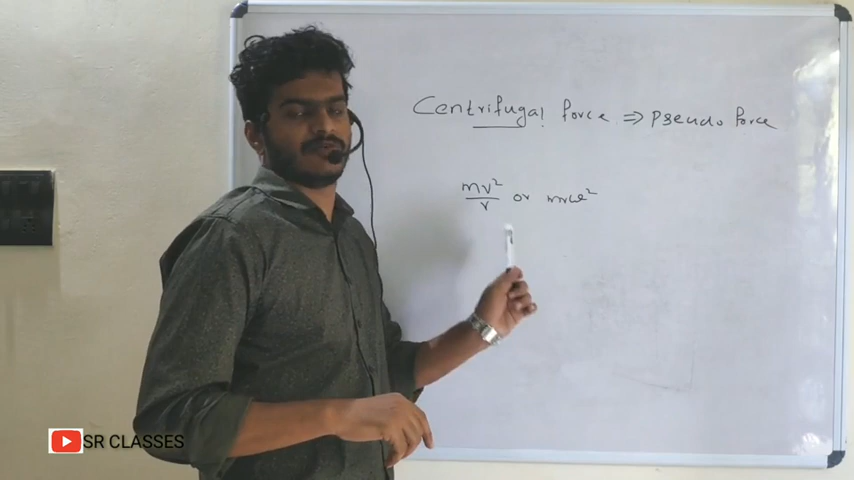 Centrifugal force ⇒ Pseudo force
mv²/r or mrω²
SR CLASSES